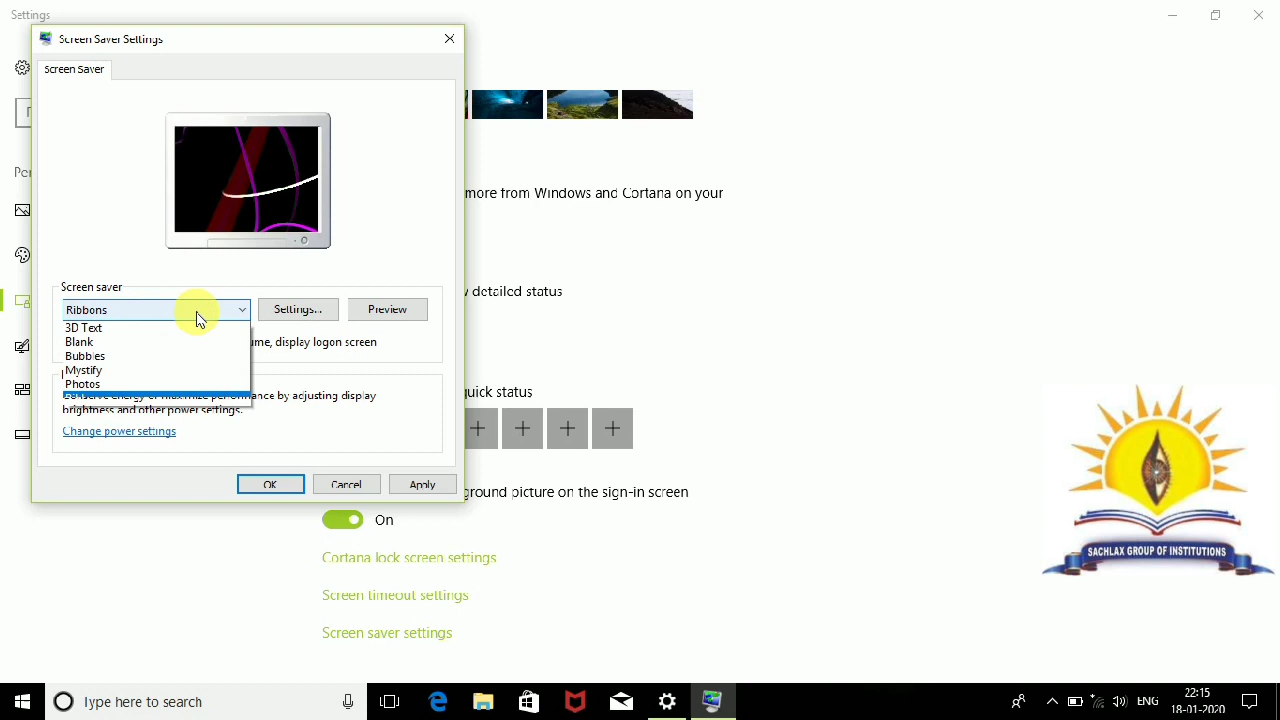 Settings
Screen Saver Settings
Screen Saver
more from Windows and Cortana on your
detailed status
Screen saver
Ribbons
Settings...
Preview
3D Text
Blank
Bubbles
Mystify
Photos
ume, display logon screen
by adjusting display
brightness and other power settings.
Change power settings
quick status
OK
Cancel
Apply
ground picture on the sign-in screen
On
Cortana lock screen settings
Screen timeout settings
Screen saver settings
SACHLAX GROUP OF INSTITUTIONS
Type here to search
ENG
22:15
18-01-2020